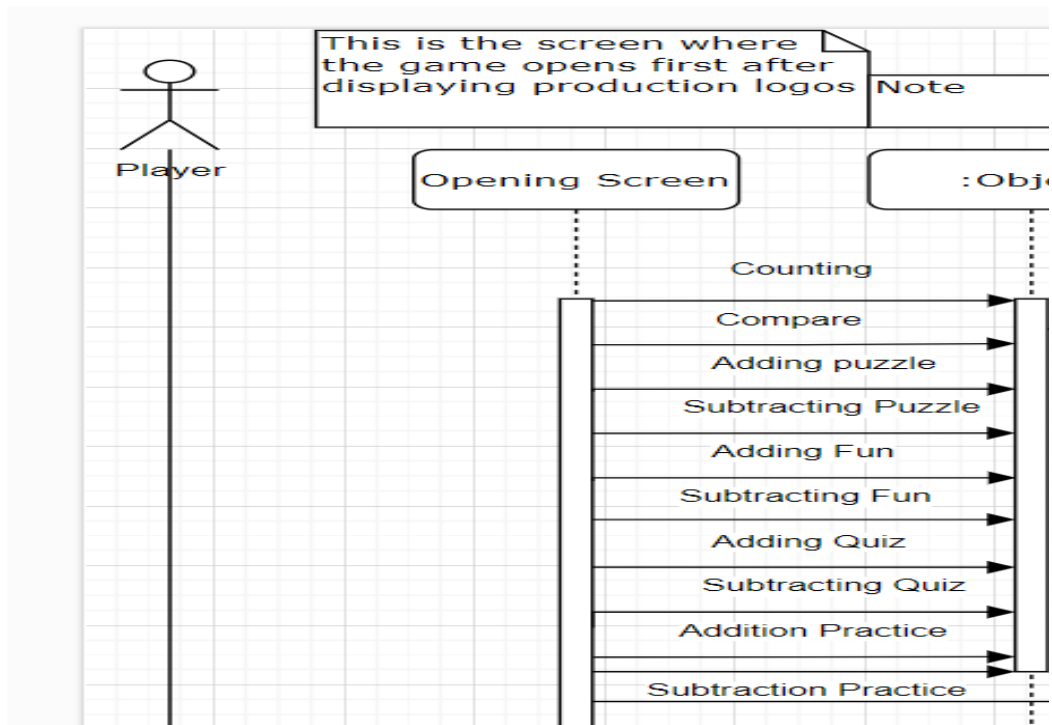 This is the screen where
the game opens first after
displaying production logos
Note
Player
Opening Screen
:Obj
Counting
Compare
Adding puzzle
Subtracting Puzzle
Adding Fun
Subtracting Fun
Adding Quiz
Subtracting Quiz
Addition Practice
Subtraction Practice